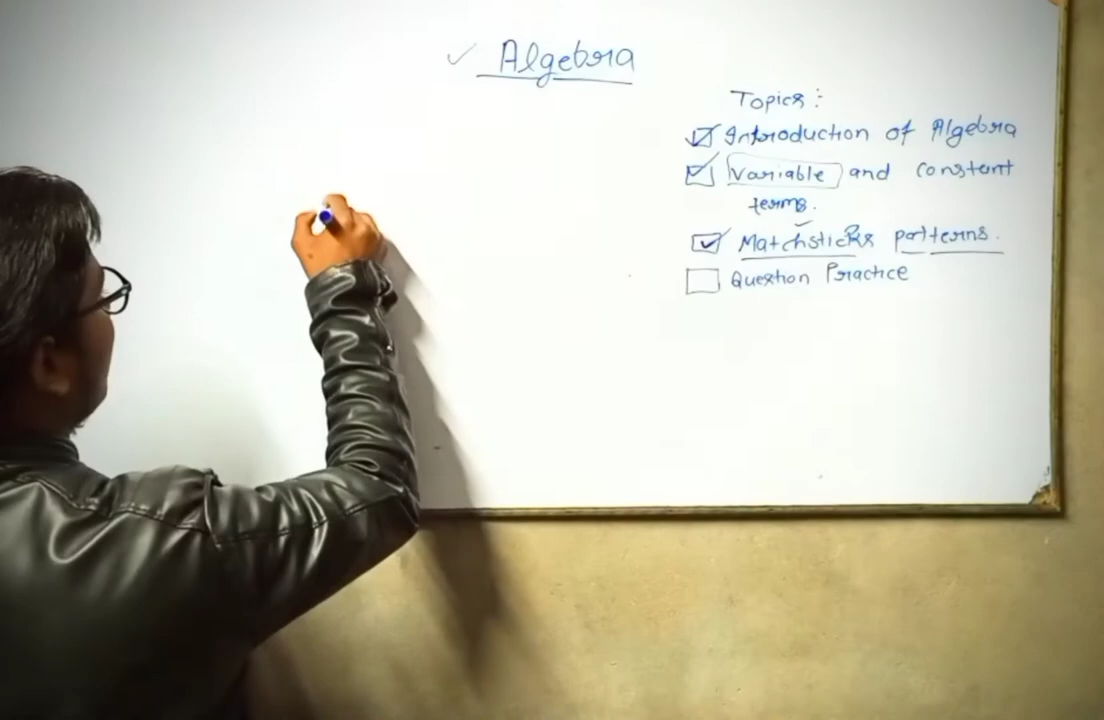 Algebra
Topics :
Introduction of Algebra
Variable and constant
terms.
Matchsticks patterns.
Question Practice